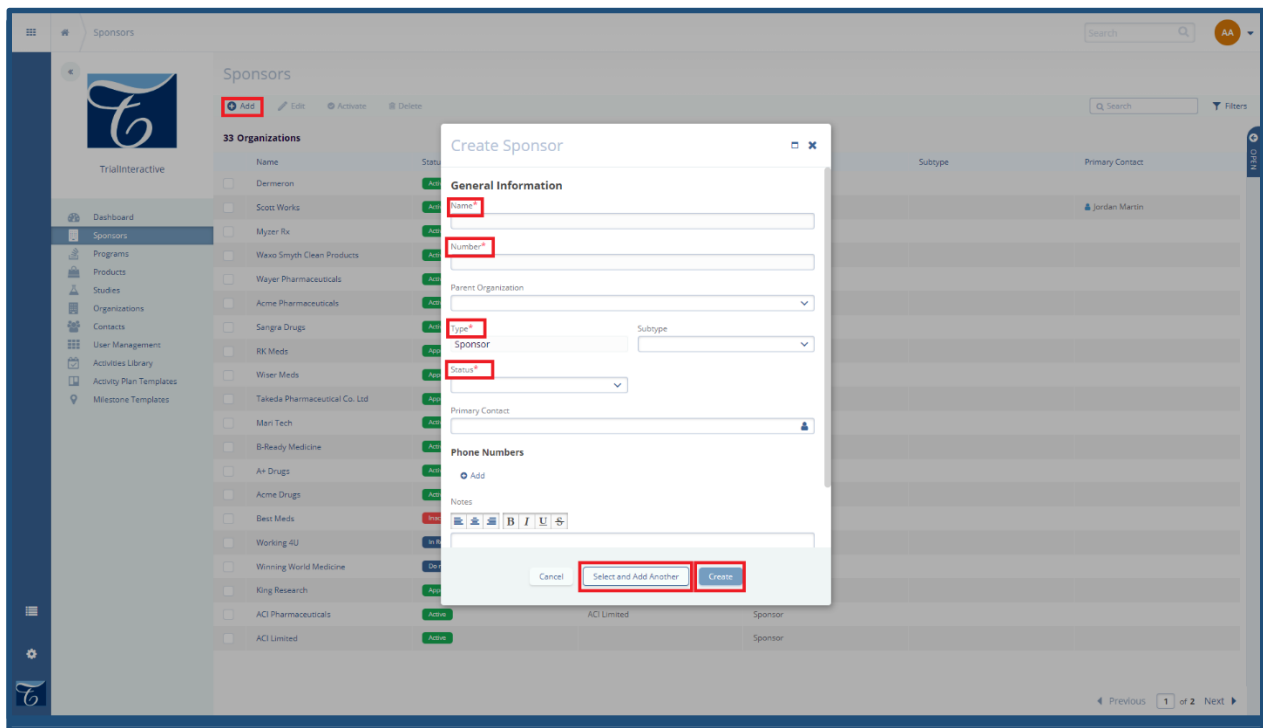 Sponsors
Search
AA
TrialInteractive
Dashboard
Sponsors
Programs
Products
Studies
Organizations
Contacts
User Management
Activities Library
Activity Plan Templates
Milestone Templates
Sponsors
Add Edit Activate Delete
Search
Filters
OPEN
33 Organizations
Name Subtype Primary Contact
Dermeron
Scott Works Jordan Martin
Myzer Rx
Waxo Smyth Clean Products
Wayer Pharmaceuticals
Acme Pharmaceuticals
Sangra Drugs
RK Meds
Wiser Meds
Takeda Pharmaceutical Co. Ltd
Mari Tech
B-Ready Medicine
A+ Drugs
Acme Drugs
Best Meds
Working 4U
Winning World Medicine
King Research
ACI Pharmaceuticals Active ACI Limited Sponsor
ACI Limited Active Sponsor
Previous 1 of 2 Next
Create Sponsor
General Information
Name*
Number*
Parent Organization
Type* Subtype
Sponsor
Status*
Primary Contact
Phone Numbers
Add
Notes
B I U S
Cancel Select and Add Another Create